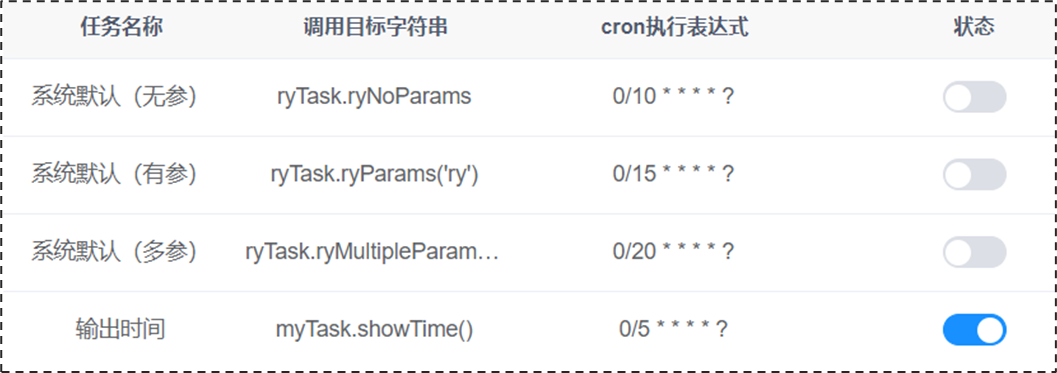 任务名称 调用目标字符串 cron执行表达式 状态
系统默认（无参） ryTask.ryNoParams 0/10 * * * * ?
系统默认（有参） ryTask.ryParams('ry') 0/15 * * * * ?
系统默认（多参） ryTask.ryMultipleParam... 0/20 * * * * ?
输出时间 myTask.showTime() 0/5 * * * * ?